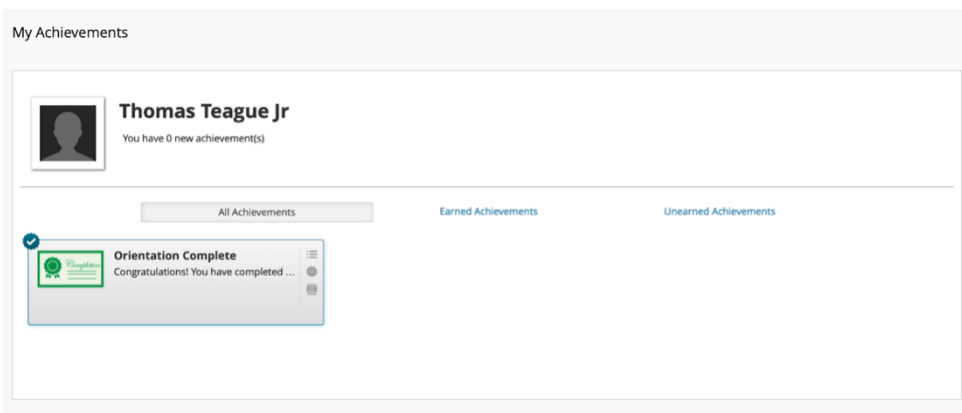 My Achievements
Thomas Teague Jr
You have 0 new achievement(s)
All Achievements Earned Achievements Unearned Achievements
Completion
Orientation Complete
Congratulations! You have completed ...